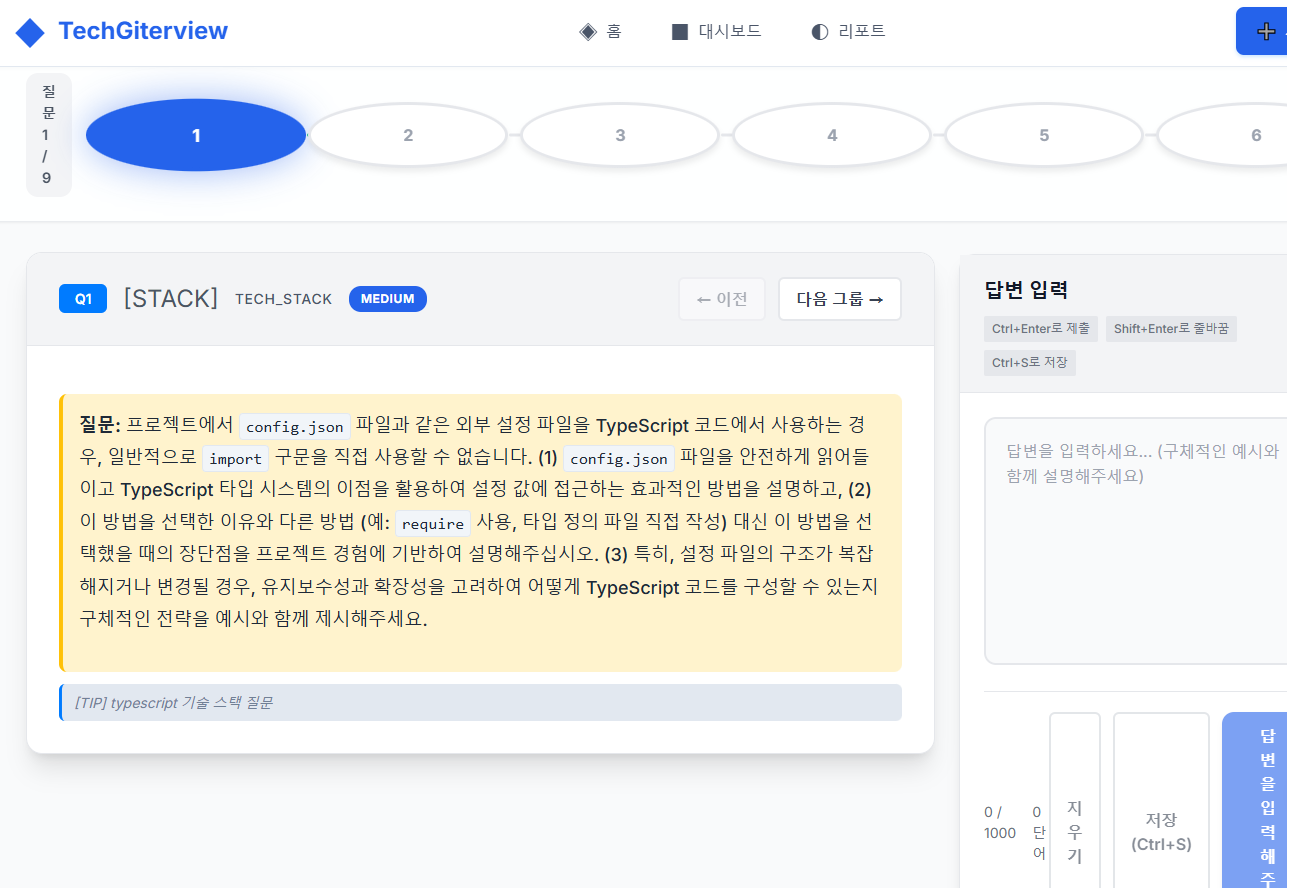 TechGiterview
홈
대시보드
리포트
질
문
1
/
9
1
2
3
4
5
6
Q1
[STACK]
TECH_STACK
MEDIUM
← 이전
다음 그룹 →
질문: 프로젝트에서 config.json 파일과 같은 외부 설정 파일을 TypeScript 코드에서 사용하는 경
우, 일반적으로 import 구문을 직접 사용할 수 없습니다. (1) config.json 파일을 안전하게 읽어들
이고 TypeScript 타입 시스템의 이점을 활용하여 설정 값에 접근하는 효과적인 방법을 설명하고, (2)
이 방법을 선택한 이유와 다른 방법 (예: require 사용, 타입 정의 파일 직접 작성) 대신 이 방법을 선
택했을 때의 장단점을 프로젝트 경험에 기반하여 설명해주십시오. (3) 특히, 설정 파일의 구조가 복잡
해지거나 변경될 경우, 유지보수성과 확장성을 고려하여 어떻게 TypeScript 코드를 구성할 수 있는지
구체적인 전략을 예시와 함께 제시해주세요.
[TIP] typescript 기술 스택 질문
답변 입력
Ctrl+Enter로 제출
Shift+Enter로 줄바꿈
Ctrl+S로 저장
답변을 입력하세요... (구체적인 예시와
함께 설명해주세요)
0 /
1000
0
단
어
지
우
기
저장
(Ctrl+S)
답
변
을
입
력
해
주